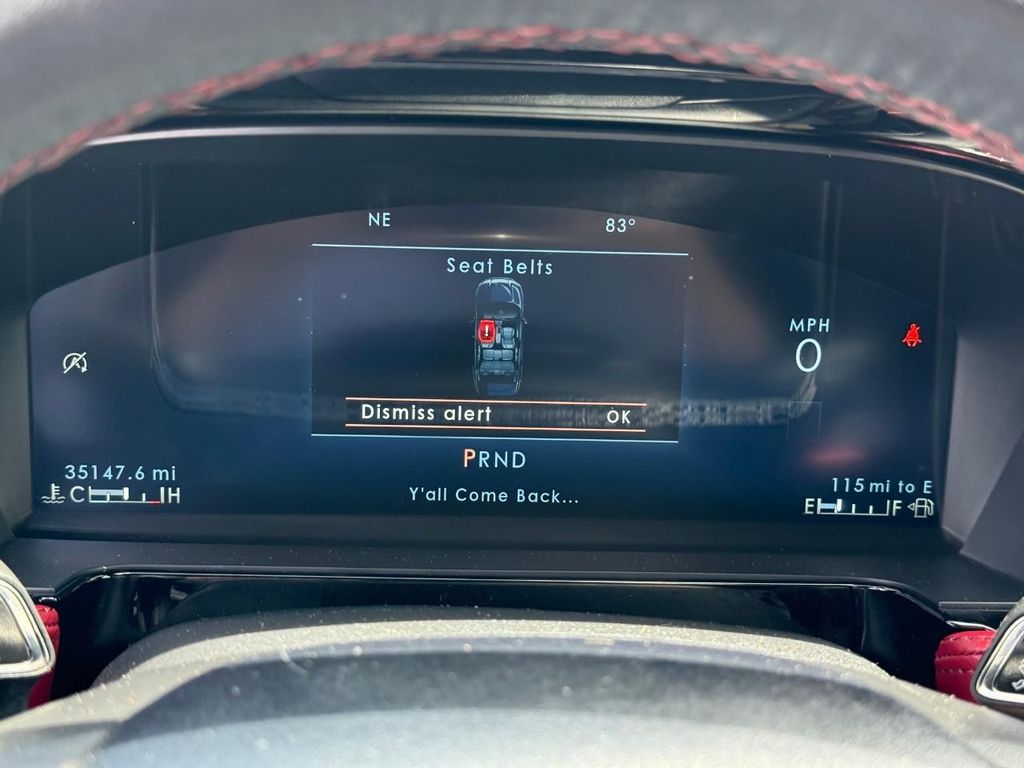 NE 83°
Seat Belts
!
MPH
0
Dismiss alert OK
PRND
35147.6 mi
Y'all Come Back...
115 mi to E
C H
E F